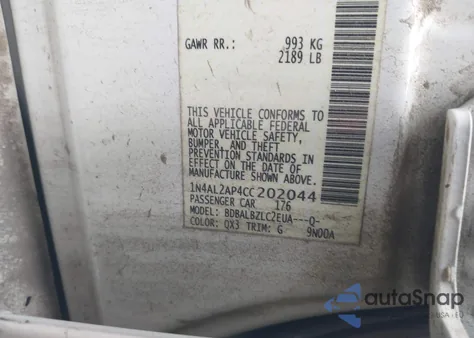 GAWR RR.: 993 KG
2189 LB
THIS VEHICLE CONFORMS TO
ALL APPLICABLE FEDERAL
MOTOR VEHICLE SAFETY,
BUMPER, AND THEFT
PREVENTION STANDARDS IN
EFFECT ON THE DATE OF
MANUFACTURE SHOWN ABOVE.
1N4AL2AP4CC202044
PASSENGER CAR 176
MODEL: BDBALBZLC2EUA---Q-
COLOR: QX3 TRIM: G 9N00A
autaSnap